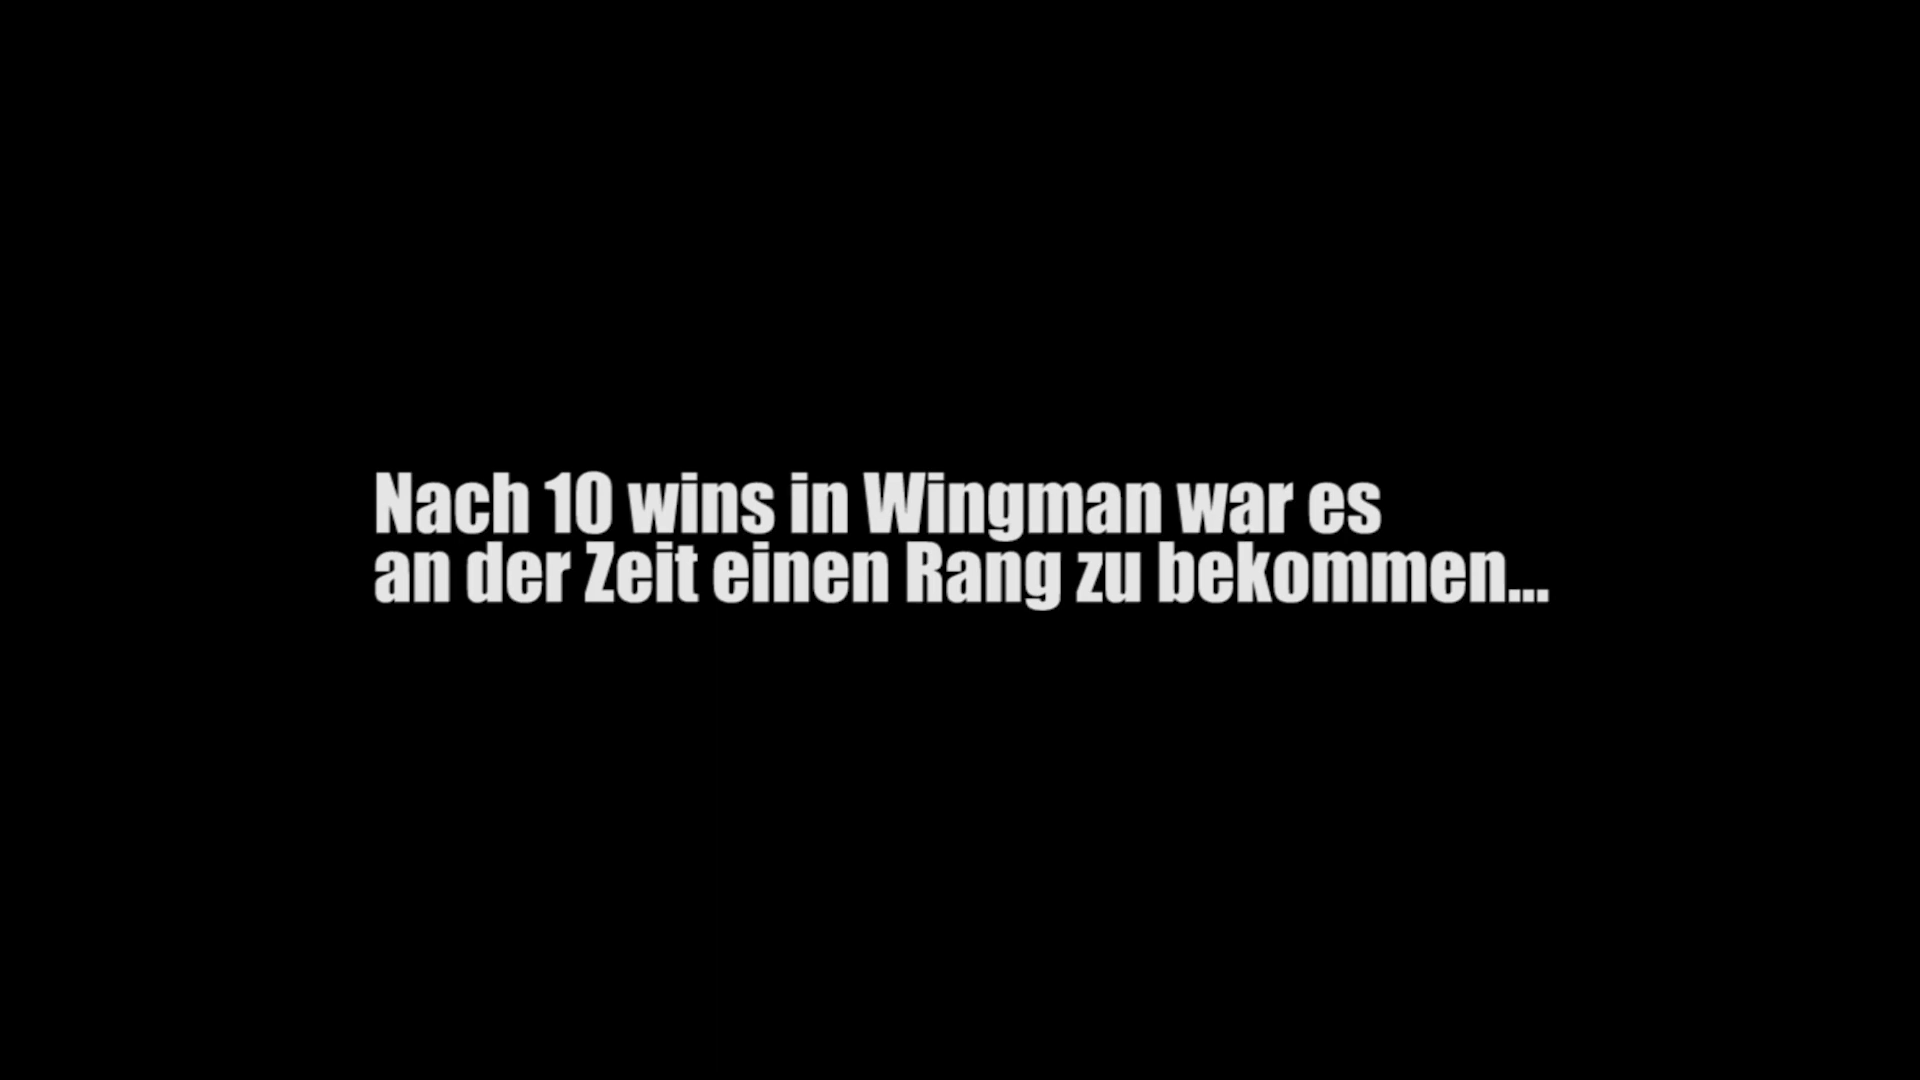 Nach 10 wins in Wingman war es
an der Zeit einen Rang zu bekommen...